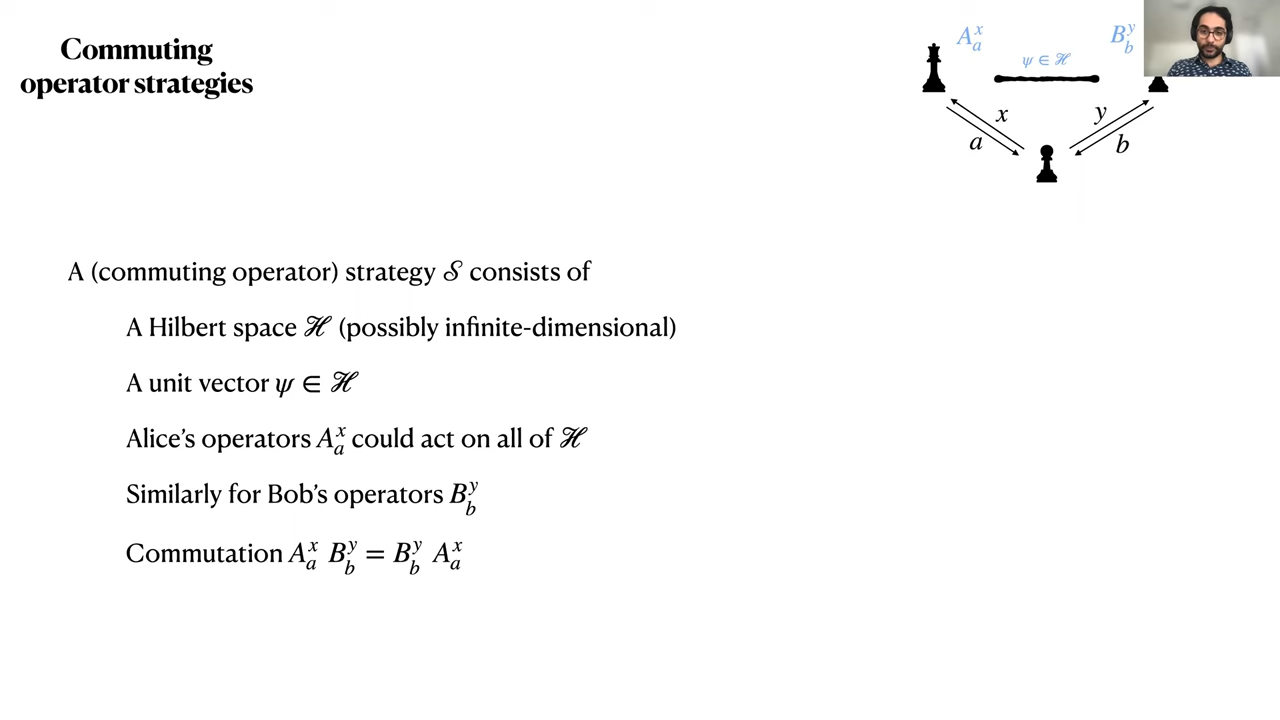 Commuting
operator strategies
A^x_a
ψ ∈ ℋ
B^y_b
x
a
y
b
A (commuting operator) strategy 𝒮 consists of
A Hilbert space ℋ (possibly infinite-dimensional)
A unit vector ψ ∈ ℋ
Alice’s operators A^x_a could act on all of ℋ
Similarly for Bob’s operators B^y_b
Commutation A^x_a B^y_b = B^y_b A^x_a